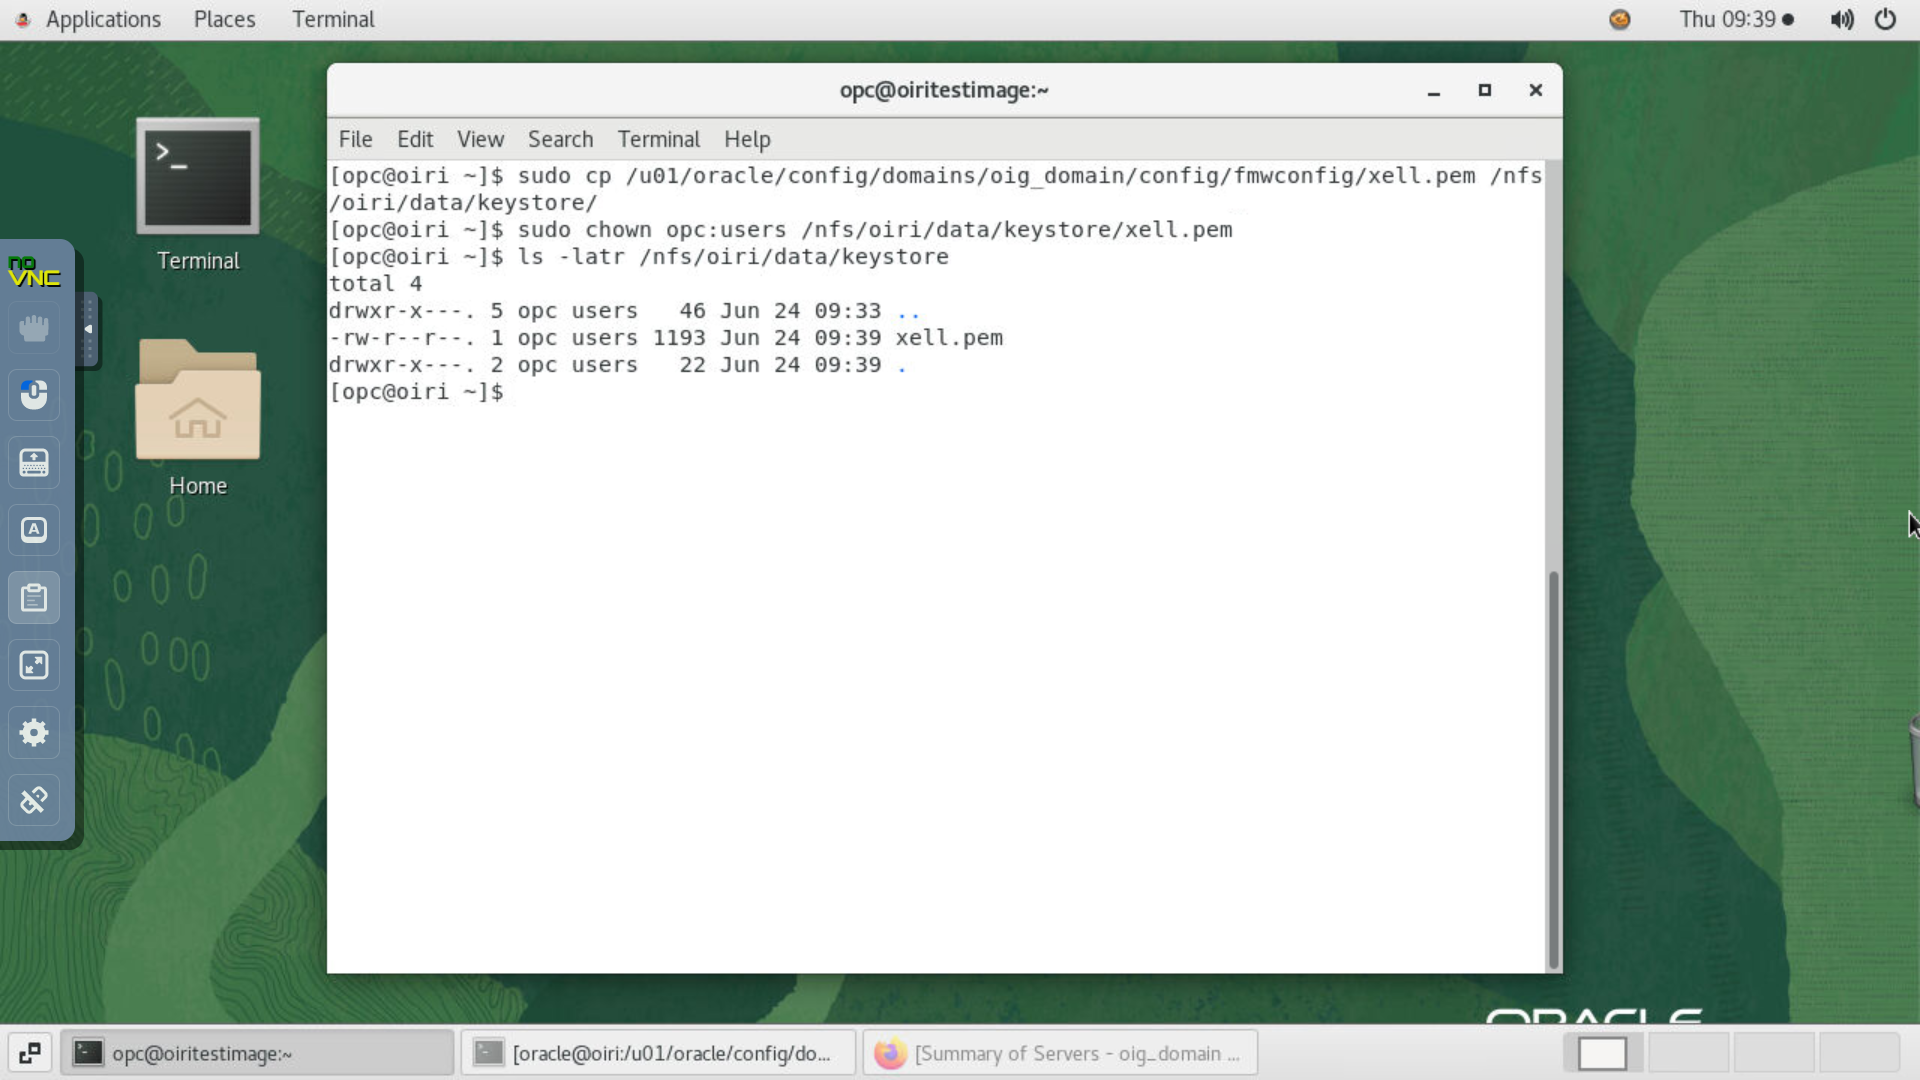 Applications Places Terminal Thu 09:39
opc@oiritestimage:~
File Edit View Search Terminal Help
[opc@oiri ~]$ sudo cp /u01/oracle/config/domains/oig_domain/config/fmwconfig/xell.pem /nfs
/oiri/data/keystore/
[opc@oiri ~]$ sudo chown opc:users /nfs/oiri/data/keystore/xell.pem
[opc@oiri ~]$ ls -latr /nfs/oiri/data/keystore
total 4
drwxr-x---. 5 opc users   46 Jun 24 09:33 ..
-rw-r--r--. 1 opc users 1193 Jun 24 09:39 xell.pem
drwxr-x---. 2 opc users   22 Jun 24 09:39 .
[opc@oiri ~]$
Terminal
Home
no
VNC
A
ORACLE
opc@oiritestimage:~
[oracle@oiri:/u01/oracle/config/do...
[Summary of Servers - oig_domain ...